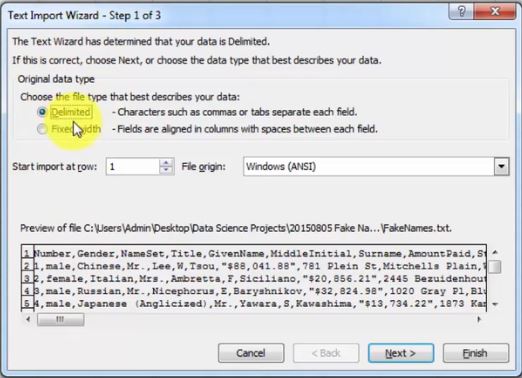 Text Import Wizard - Step 1 of 3
The Text Wizard has determined that your data is Delimited.
If this is correct, choose Next, or choose the data type that best describes your data.
Original data type
Choose the file type that best describes your data:
Delimited - Characters such as commas or tabs separate each field.
Fixed width - Fields are aligned in columns with spaces between each field.
Start import at row: 1 File origin: Windows (ANSI)
Preview of file C:\Users\Admin\Desktop\Data Science Projects\20150805 Fake Na...\FakeNames.txt.
1 Number,Gender,NameSet,Title,GivenName,MiddleInitial,Surname,AmountPaid,St
2 1,male,Chinese,Mr.,Lee,W,Tsou,"$88,041.88",781 Plein St,Mitchells Plain,W
3 2,female,Italian,Mrs.,Ambretta,F,Siciliano,"$20,856.21",2445 Bezuidenhou
4 3,male,Russian,Mr.,Nicephorus,E,Baryshnikov,"$32,824.98",1020 Gray Pl,Blu
5 4,male,Japanese (Anglicized),Mr.,Yawara,S,Kawashima,"$13,734.22",1873 Kam
Cancel < Back Next > Finish